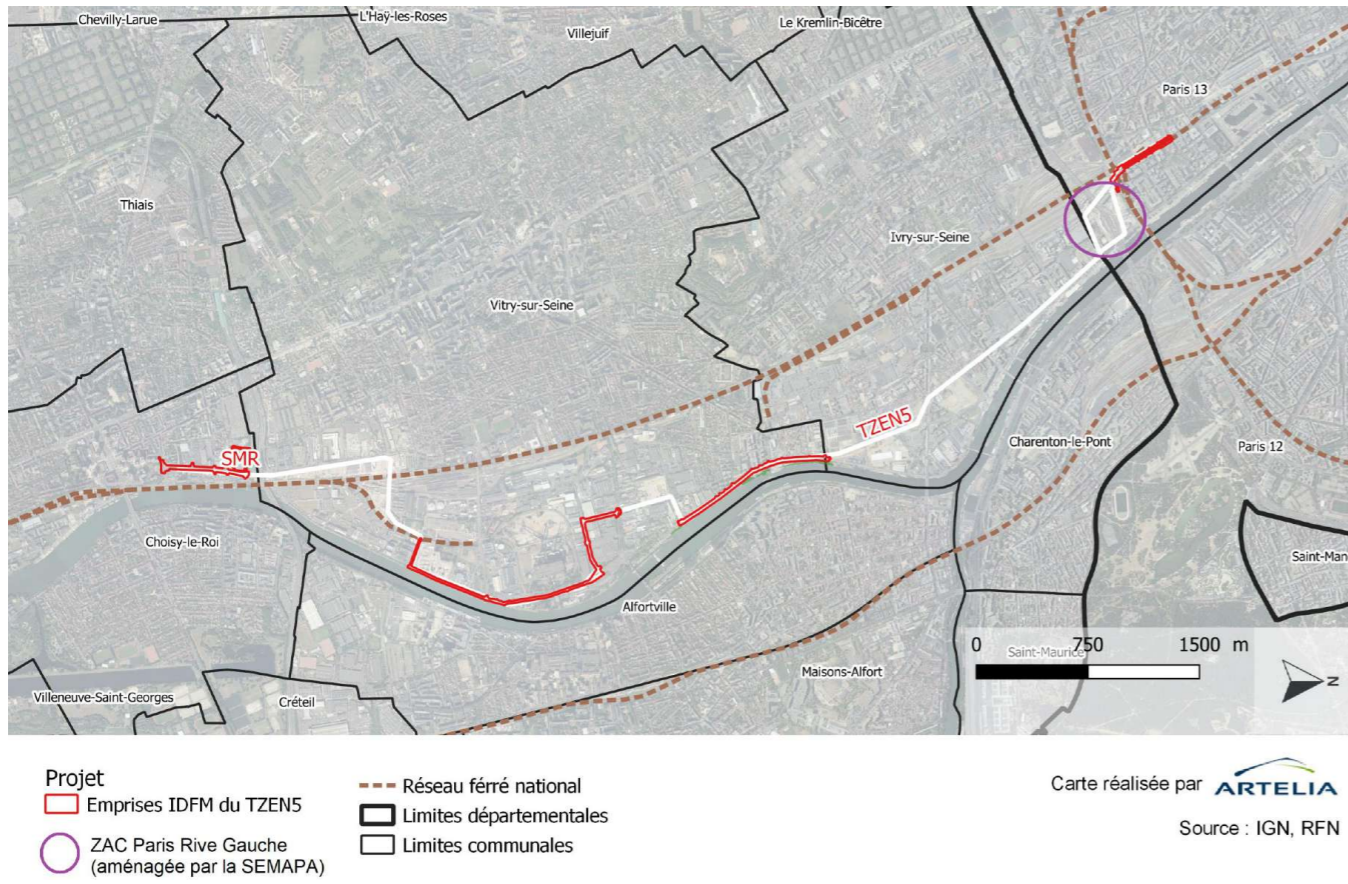 Chevilly-Larue
L'Haÿ-les-Roses
Villejuif
Le Kremlin-Bicêtre
Paris 13
Thiais
Ivry-sur-Seine
Vitry-sur-Seine
TZEN5
SMR
Charenton-le-Pont
Paris 12
Choisy-le-Roi
Saint-Man
Alfortville
0 750 1500 m
Saint-Maurice
Maisons-Alfort
N
Villeneuve-Saint-Georges
Créteil
Projet
Emprises IDFM du TZEN5
ZAC Paris Rive Gauche
(aménagée par la SEMAPA)
Réseau férré national
Limites départementales
Limites communales
Carte réalisée par ARTELIA
Source : IGN, RFN